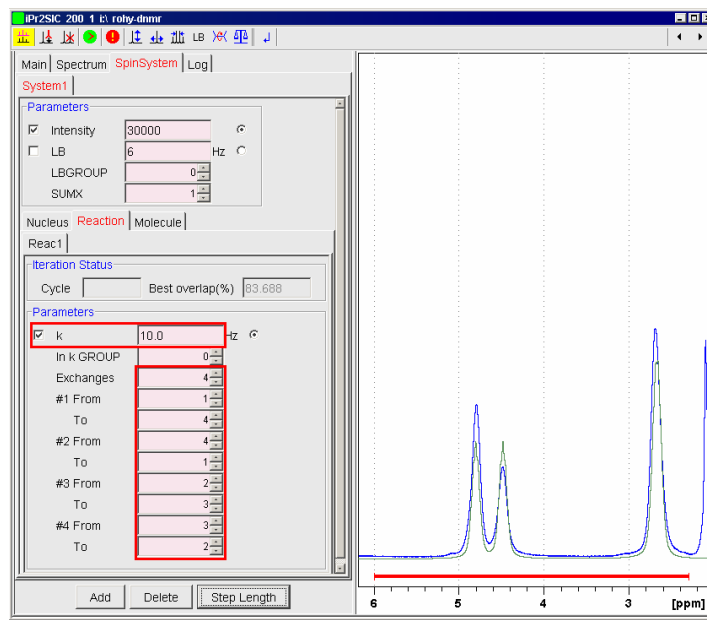 iPr2SIC 200 1 i:\ rohy-dnmr
LB
Main Spectrum SpinSystem Log
System1
Parameters
Intensity 30000
LB 6 Hz
LBGROUP 0
SUMX 1
Nucleus Reaction Molecule
Reac1
Iteration Status
Cycle Best overlap(%) 83.688
Parameters
k 10.0 Hz
ln k GROUP 0
Exchanges 4
#1 From 1
To 4
#2 From 4
To 1
#3 From 2
To 3
#4 From 3
To 2
Add Delete Step Length
6 5 4 3 [ppm]